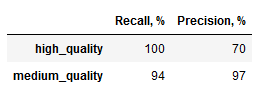 Recall, % Precision, %
high_quality 100 70
medium_quality 94 97